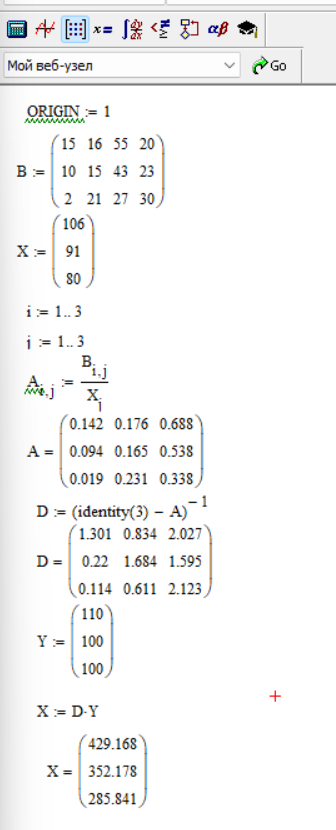 Мой веб-узел Go
ORIGIN := 1
B := ( 15 16 55 20
10 15 43 23
2 21 27 30 )
X := ( 106
91
80 )
i := 1.. 3
j := 1.. 3
A i,j := B i,j / X j
A = ( 0.142 0.176 0.688
0.094 0.165 0.538
0.019 0.231 0.338 )
D := (identity(3) − A)^−1
D = ( 1.301 0.834 2.027
0.22 1.684 1.595
0.114 0.611 2.123 )
Y := ( 110
100
100 )
X := D·Y
X = ( 429.168
352.178
285.841 )